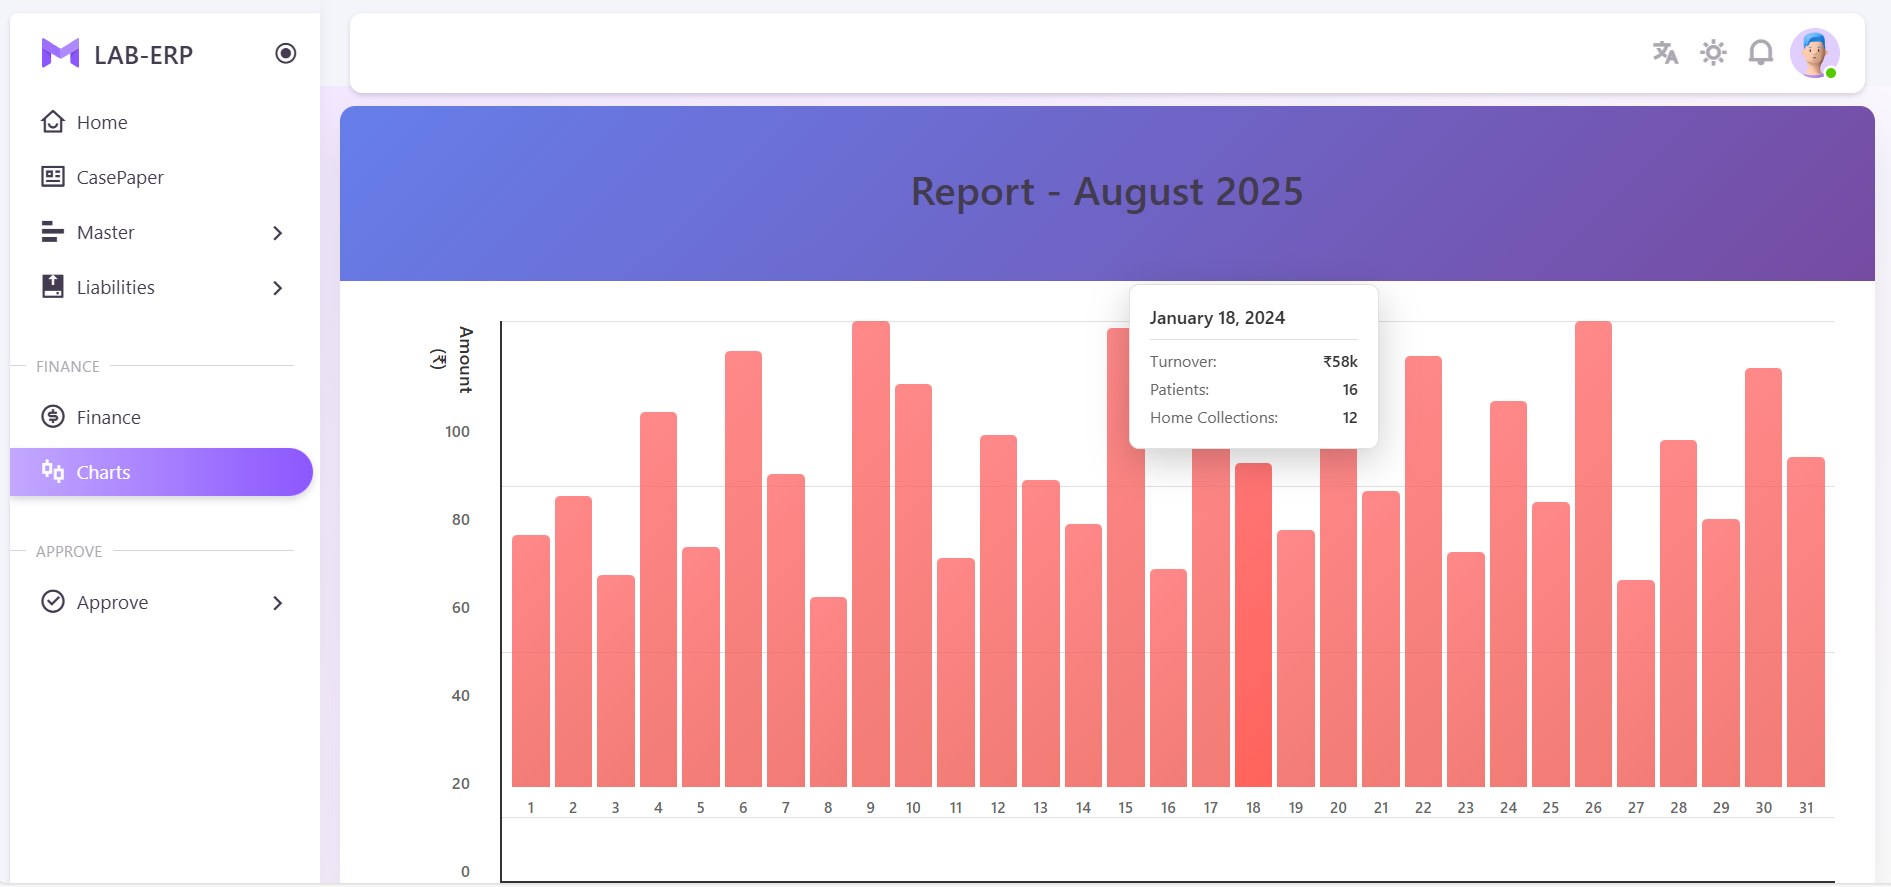 LAB-ERP
Home
CasePaper
Master
Liabilities
FINANCE
Finance
Charts
APPROVE
Approve
Report - August 2025
January 18, 2024
Turnover: ₹58k
Patients: 16
Home Collections: 12
Amount
(₹)
100
80
60
40
20
0
1 2 3 4 5 6 7 8 9 10 11 12 13 14 15 16 17 18 19 20 21 22 23 24 25 26 27 28 29 30 31